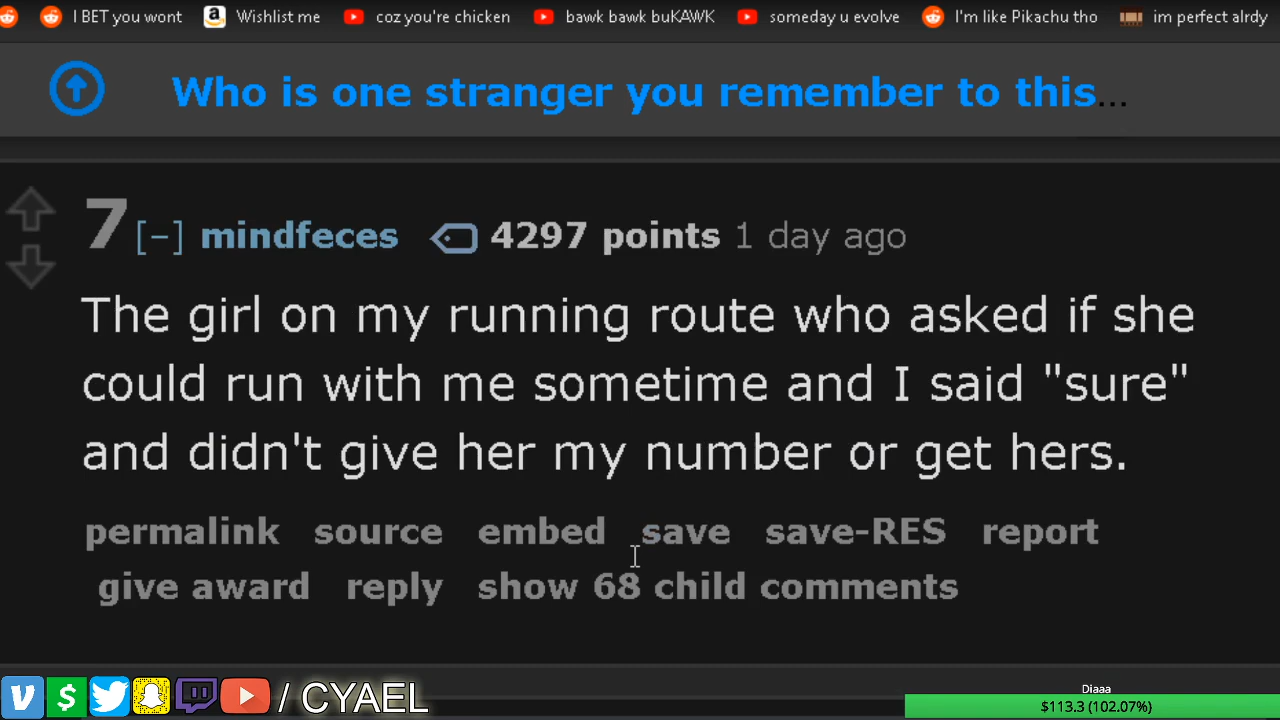 I BET you wont Wishlist me coz you're chicken bawk bawk buKAWK someday u evolve I'm like Pikachu tho im perfect alrdy
Who is one stranger you remember to this...
7 [–] mindfeces 4297 points 1 day ago
The girl on my running route who asked if she
could run with me sometime and I said "sure"
and didn't give her my number or get hers.
permalink source embed save save-RES report
give award reply show 68 child comments
/ CYAEL
Diaaa
$113.3 (102.07%)